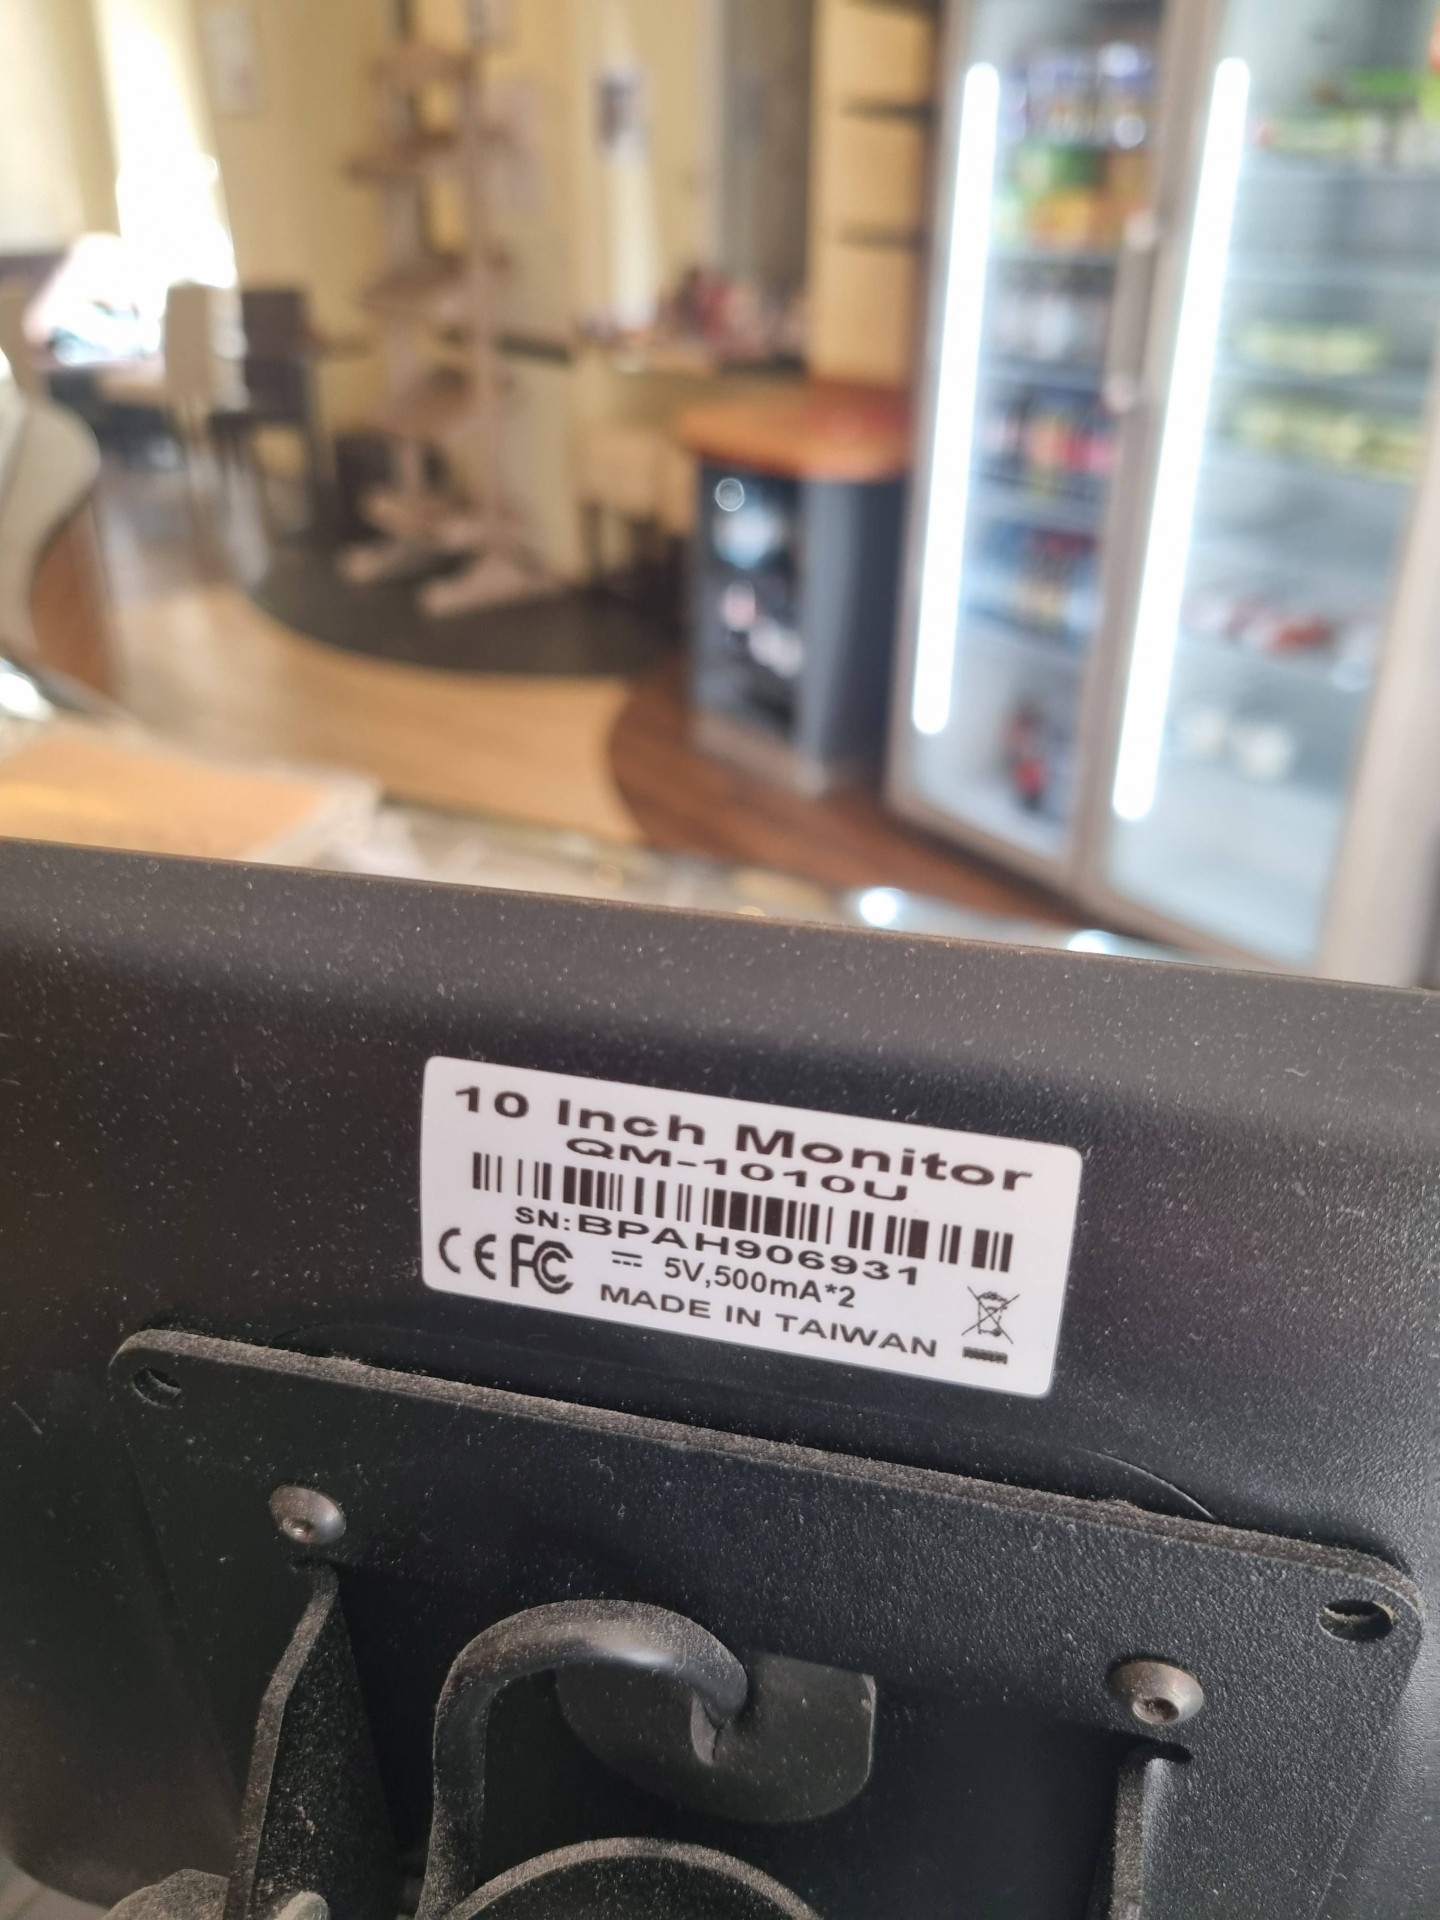 10 Inch Monitor
QM-1010U
SN:BPAH906931
CE FC 5V,500mA*2
MADE IN TAIWAN